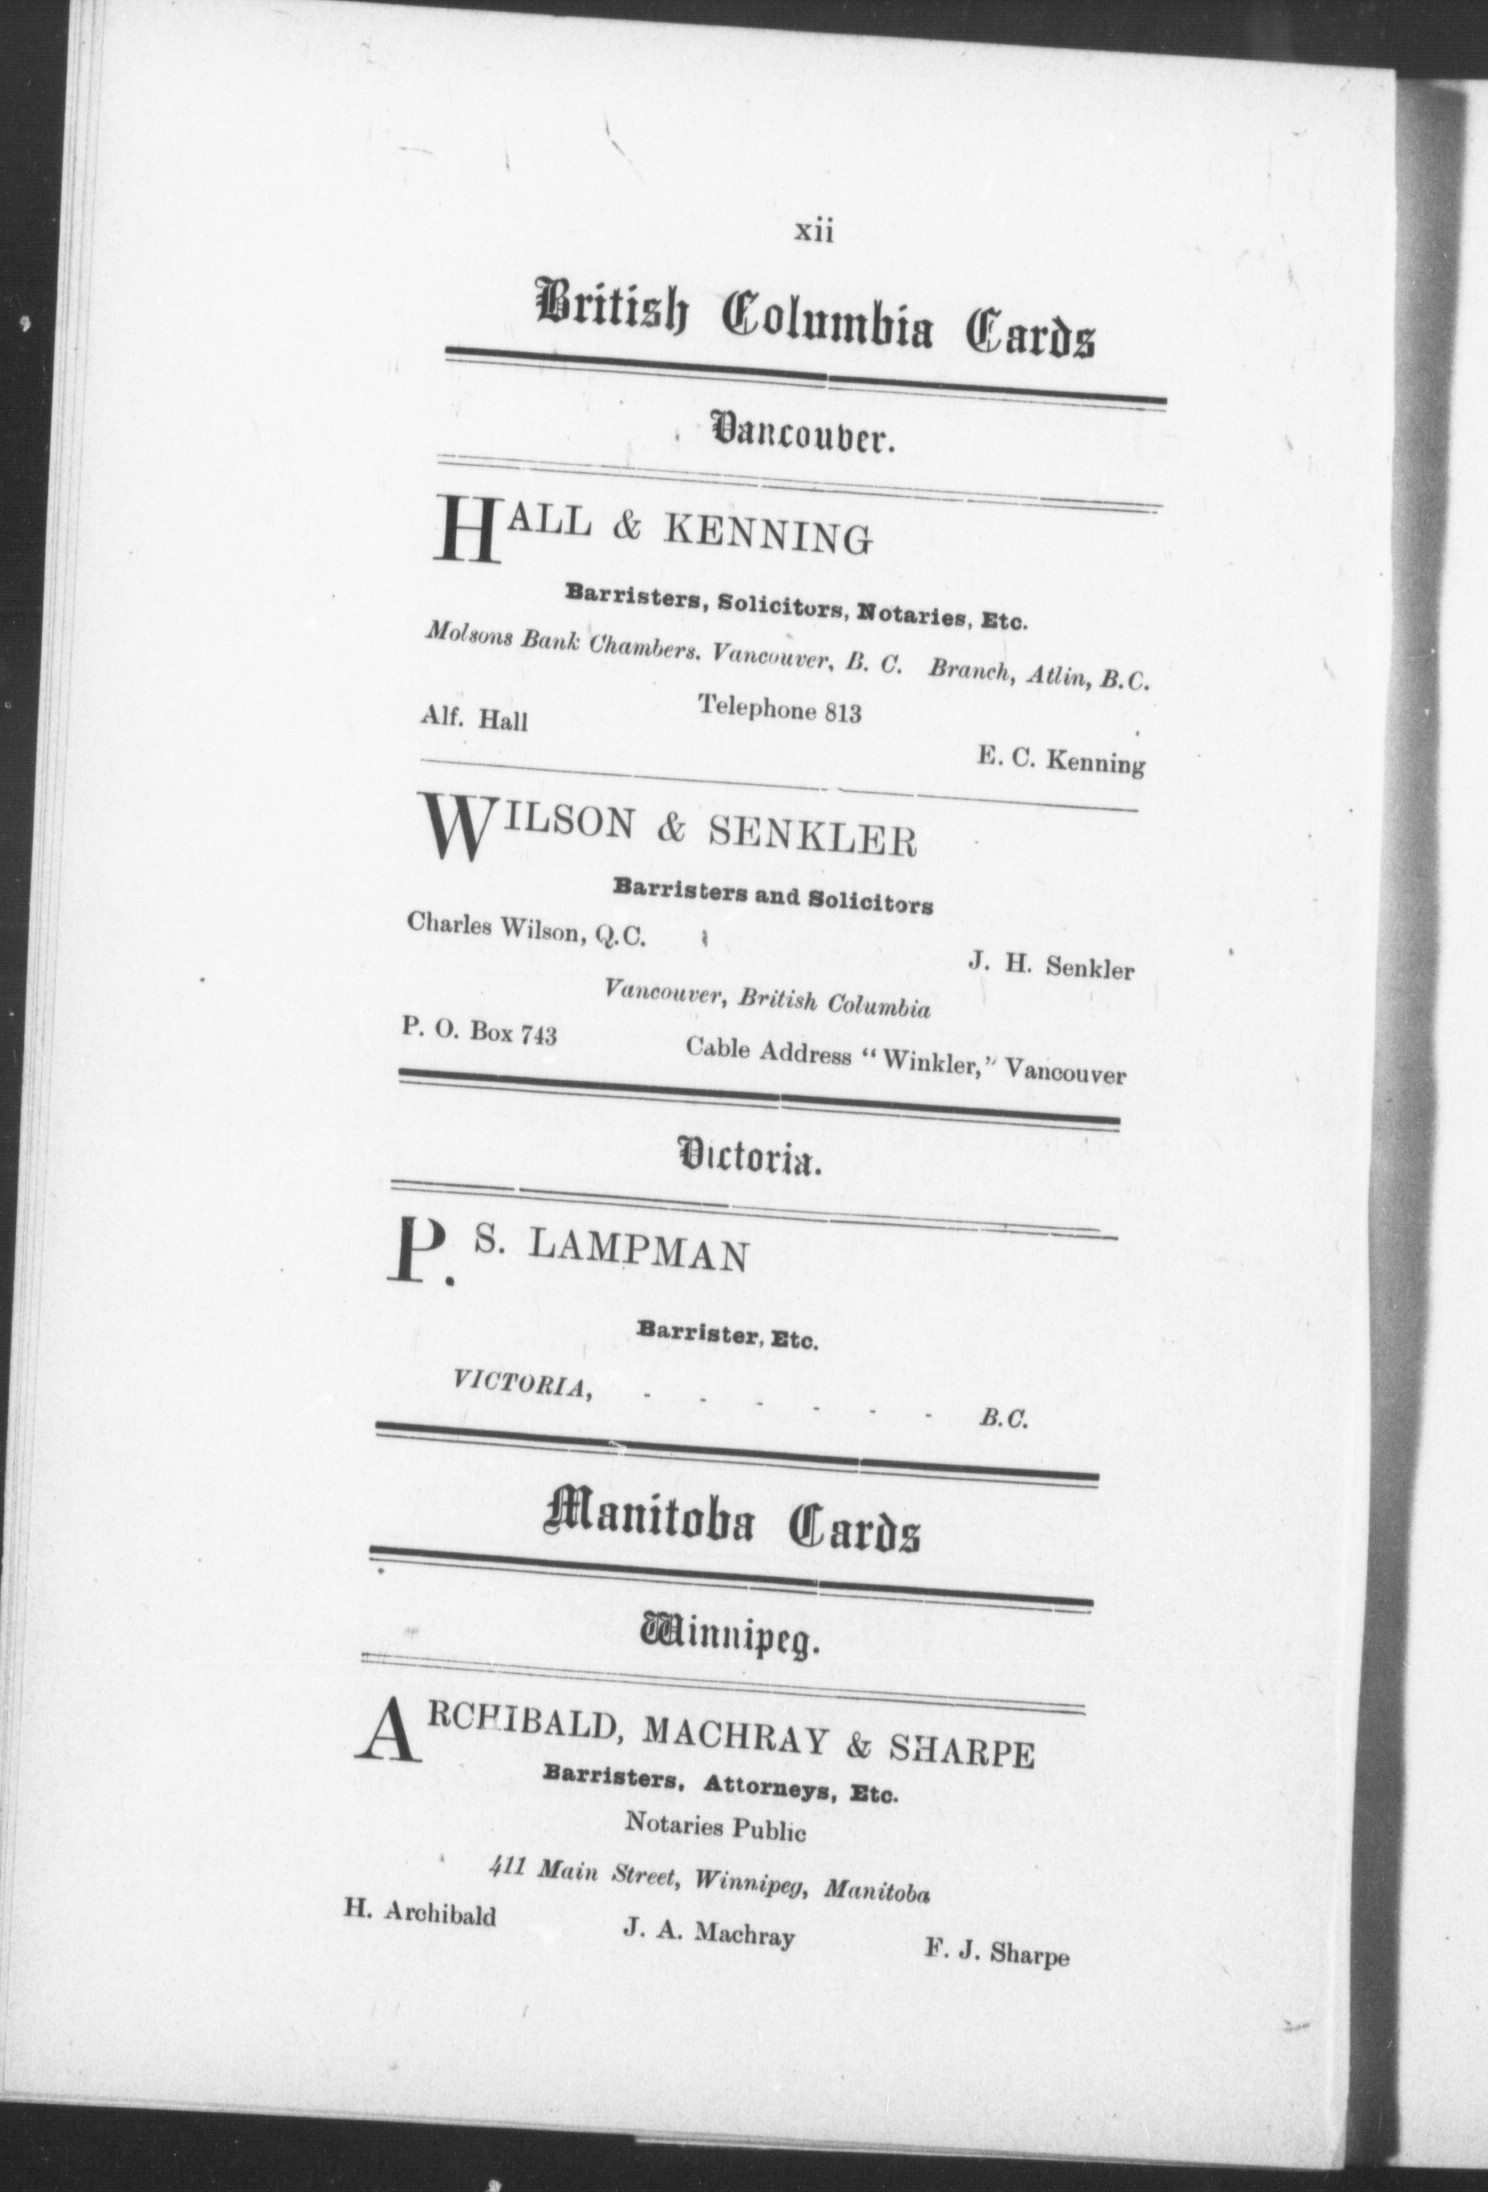 xii
British Columbia Cards
Vancouver.
HALL & KENNING
Barristers, Solicitors, Notaries, Etc.
Molsons Bank Chambers. Vancouver, B. C. Branch, Atlin, B.C.
Telephone 813
Alf. Hall E. C. Kenning
WILSON & SENKLER
Barristers and Solicitors
Charles Wilson, Q.C. J. H. Senkler
Vancouver, British Columbia
P. O. Box 743 Cable Address "Winkler," Vancouver
Victoria.
P. S. LAMPMAN
Barrister, Etc.
VICTORIA, - - - - - - B.C.
Manitoba Cards
Winnipeg.
ARCHIBALD, MACHRAY & SHARPE
Barristers, Attorneys, Etc.
Notaries Public
411 Main Street, Winnipeg, Manitoba
H. Archibald J. A. Machray F. J. Sharpe